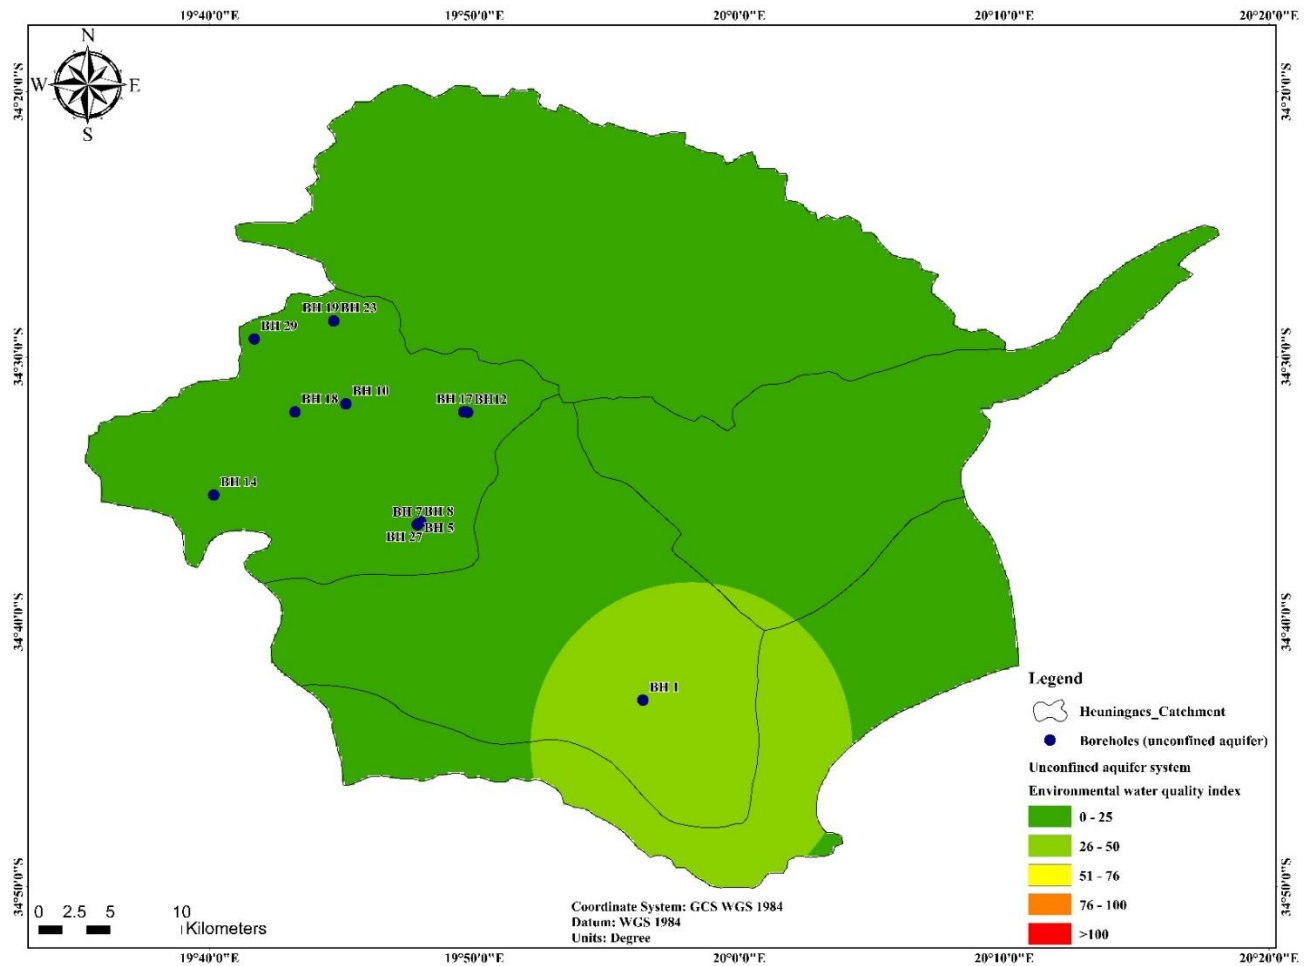 19°40'0"E 19°50'0"E 20°0'0"E 20°10'0"E 20°20'0"E
N
W E
S
34°20'0"S 34°20'0"S
BH 19 BH 23
BH 29
34°30'0"S 34°30'0"S
BH 18 BH 10 BH 17 BH12
BH 14
BH 7 BH 8
BH 27 BH 5
34°40'0"S 34°40'0"S
BH 1
Legend
Heuningnes_Catchment
Boreholes (unconfined aquifer)
Unconfined aquifer system
Environmental water quality index
0 - 25
26 - 50
51 - 76
76 - 100
>100
34°50'0"S 34°50'0"S
0 2.5 5 10
Kilometers
Coordinate System: GCS WGS 1984
Datum: WGS 1984
Units: Degree
19°40'0"E 19°50'0"E 20°0'0"E 20°10'0"E 20°20'0"E